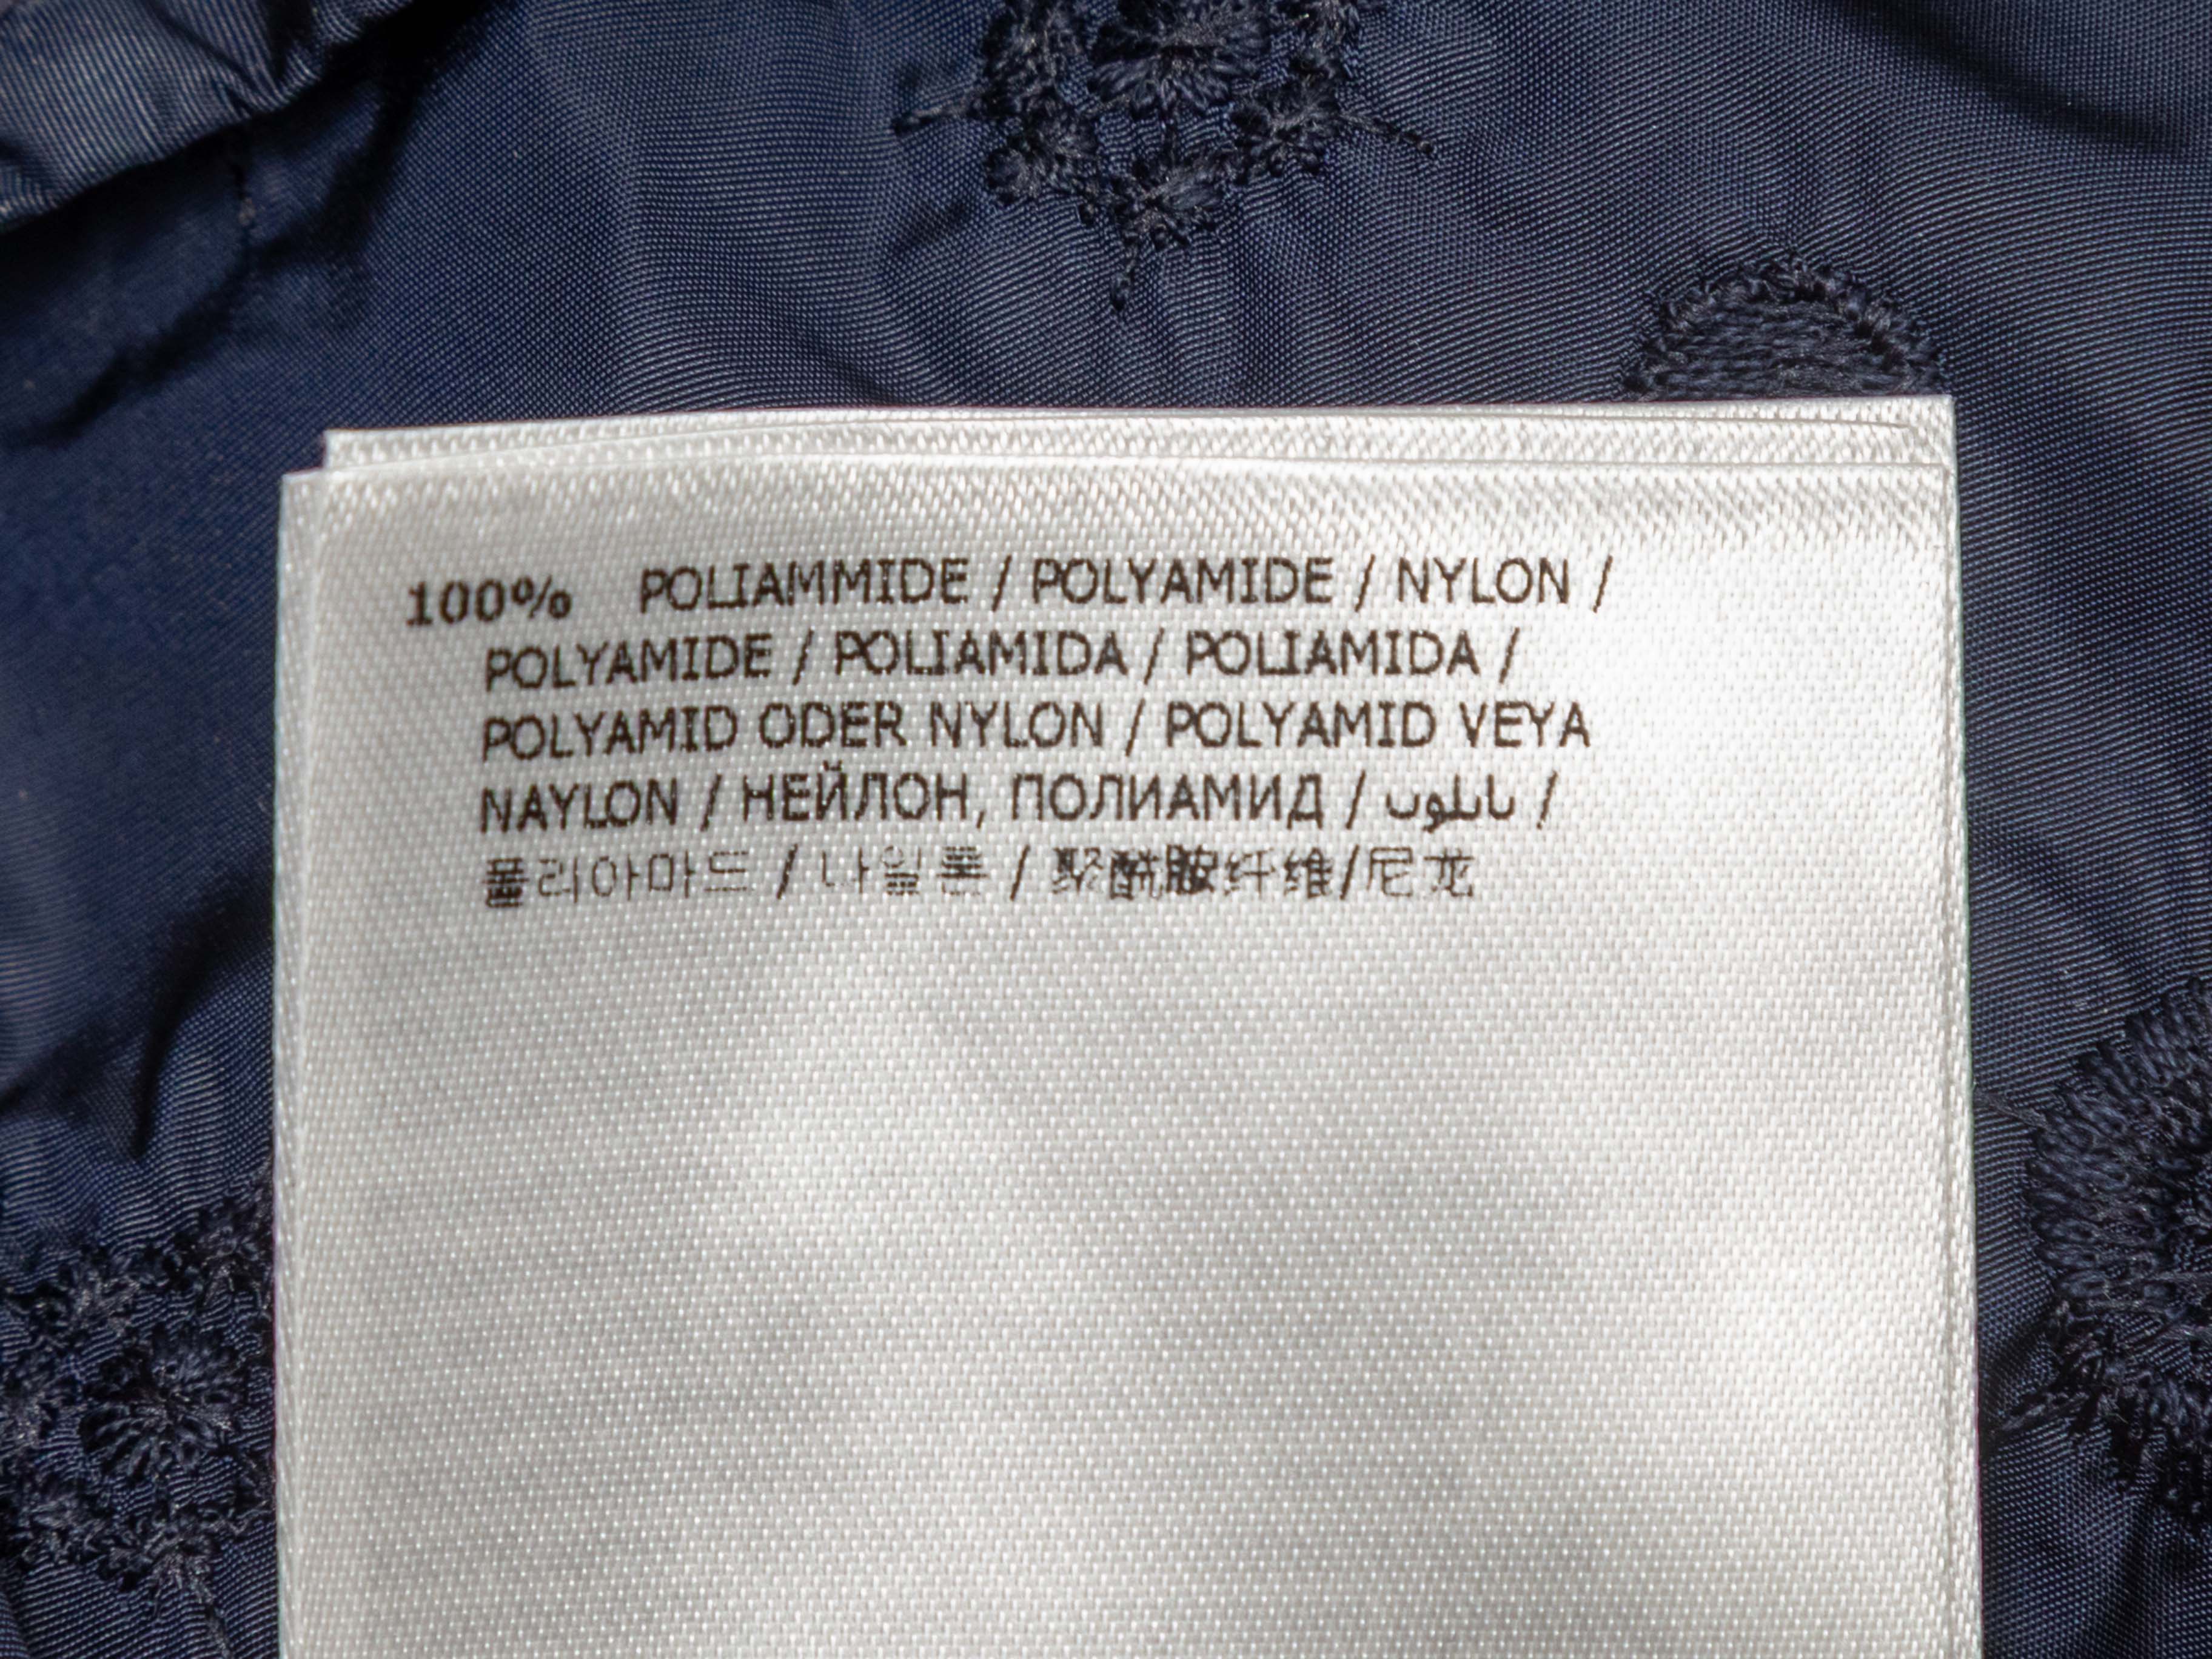 100% POLIAMMIDE / POLYAMIDE / NYLON /
POLYAMIDE / POLIAMIDA / POLIAMIDA /
POLYAMID ODER NYLON / POLYAMID VEYA
NAYLON / НЕЙЛОН, ПОЛИАМИД / نايلون /
폴리아마드 / 나일론 / 聚酰胺纤维/尼龙